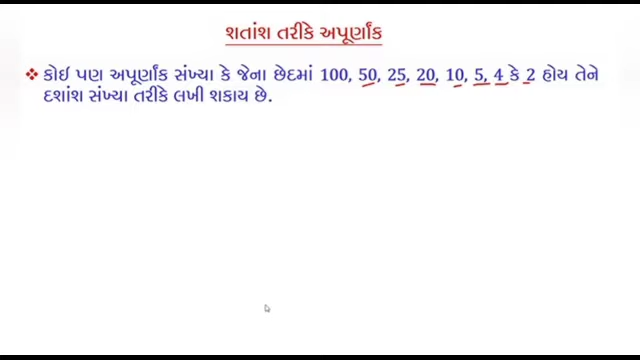 શતાંશ તરીકે અપૂર્ણાંક
❖ કોઈ પણ અપૂર્ણાંક સંખ્યા કે જેના છેદમાં 100, 50, 25, 20, 10, 5, 4 કે 2 હોય તેને
દશાંશ સંખ્યા તરીકે લખી શકાય છે.